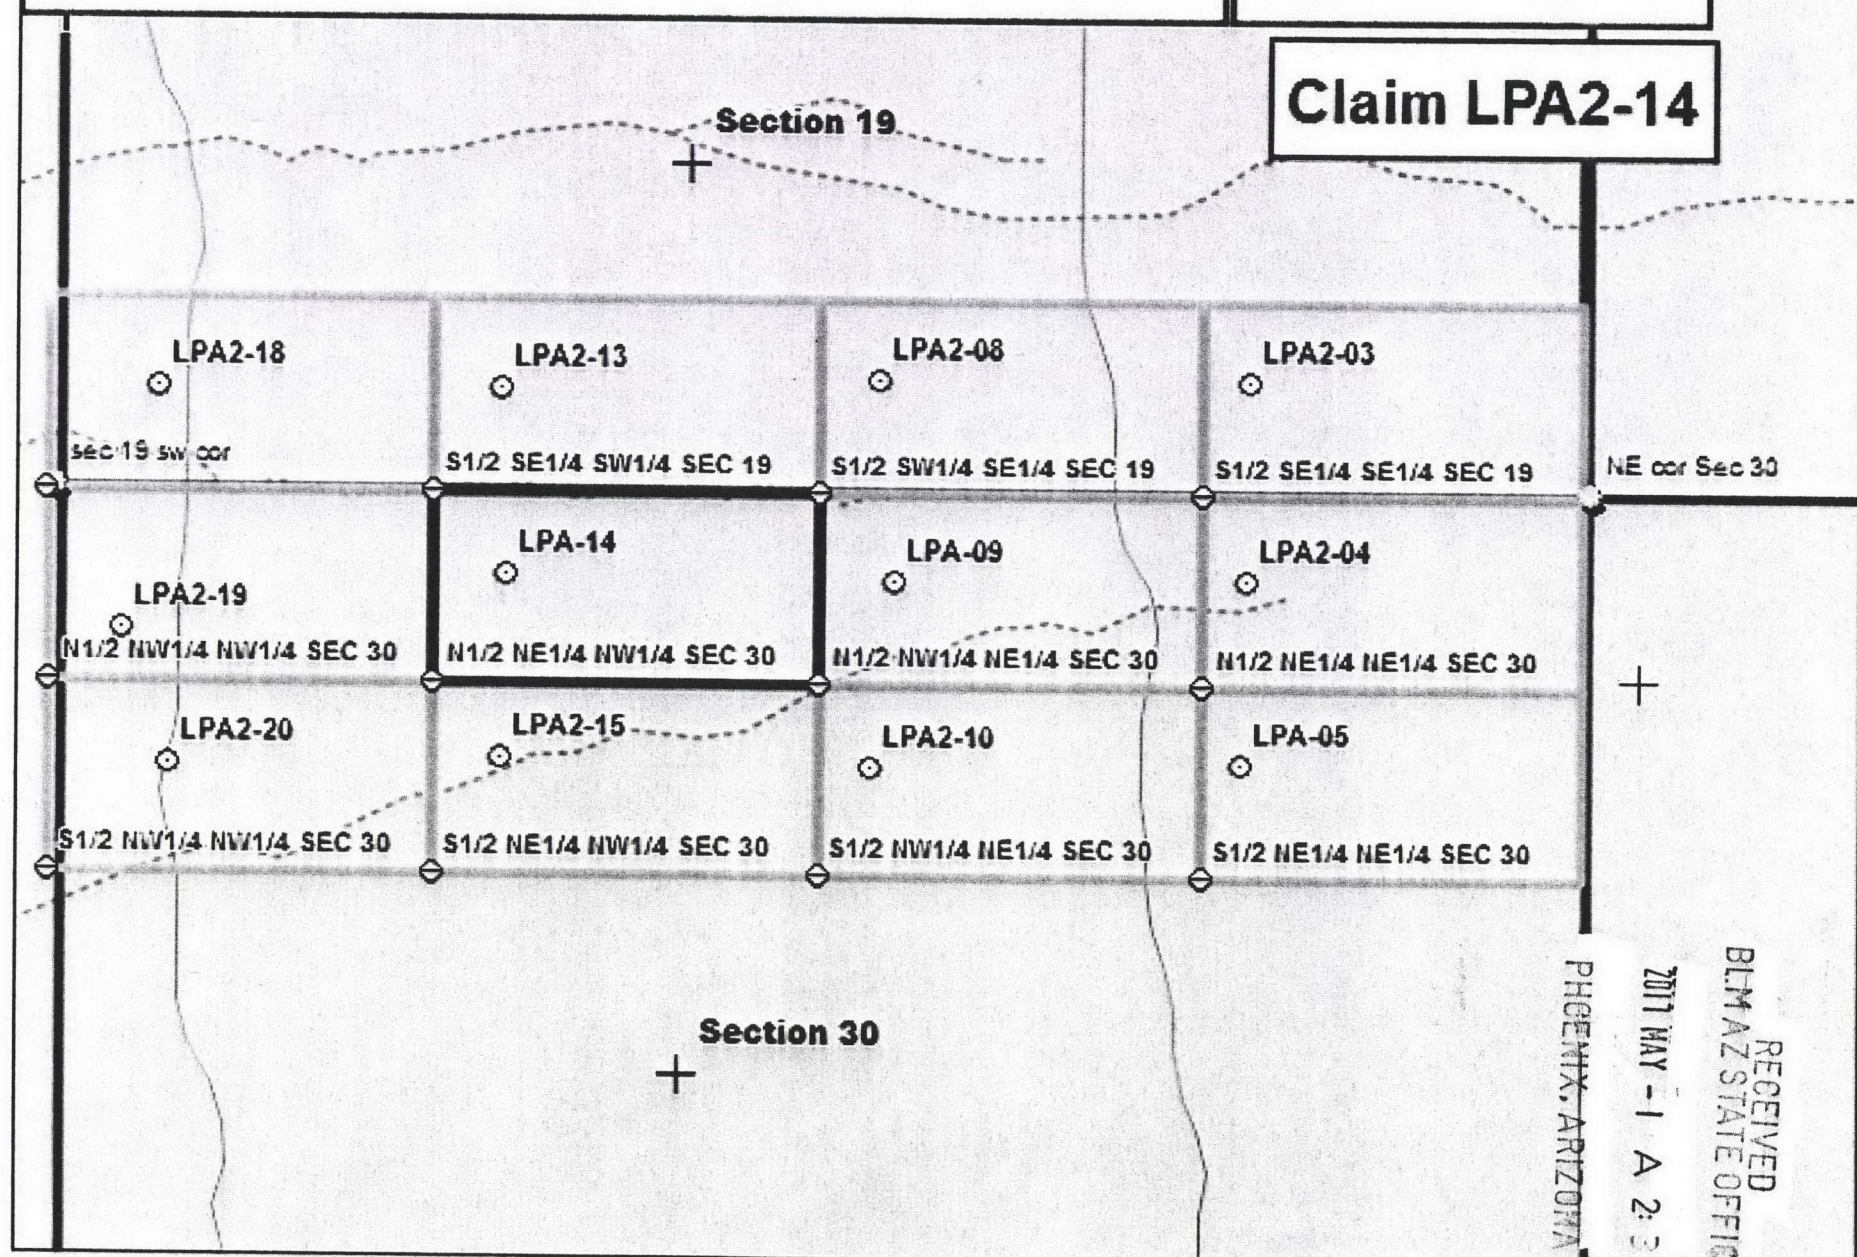 Claim LPA2-14
Section 19
LPA2-18
LPA2-13
LPA2-08
LPA2-03
sec 19 sw cor
S1/2 SE1/4 SW1/4 SEC 19
S1/2 SW1/4 SE1/4 SEC 19
S1/2 SE1/4 SE1/4 SEC 19
NE cor Sec 30
LPA-14
LPA-09
LPA2-04
LPA2-19
N1/2 NW1/4 NW1/4 SEC 30
N1/2 NE1/4 NW1/4 SEC 30
N1/2 NW1/4 NE1/4 SEC 30
N1/2 NE1/4 NE1/4 SEC 30
LPA2-20
LPA2-15
LPA2-10
LPA-05
S1/2 NW1/4 NW1/4 SEC 30
S1/2 NE1/4 NW1/4 SEC 30
S1/2 NW1/4 NE1/4 SEC 30
S1/2 NE1/4 NE1/4 SEC 30
Section 30
RECEIVED
BLM AZ STATE OFFIC
2017 MAY -1 A 2:3
PHOENIX, ARIZONA